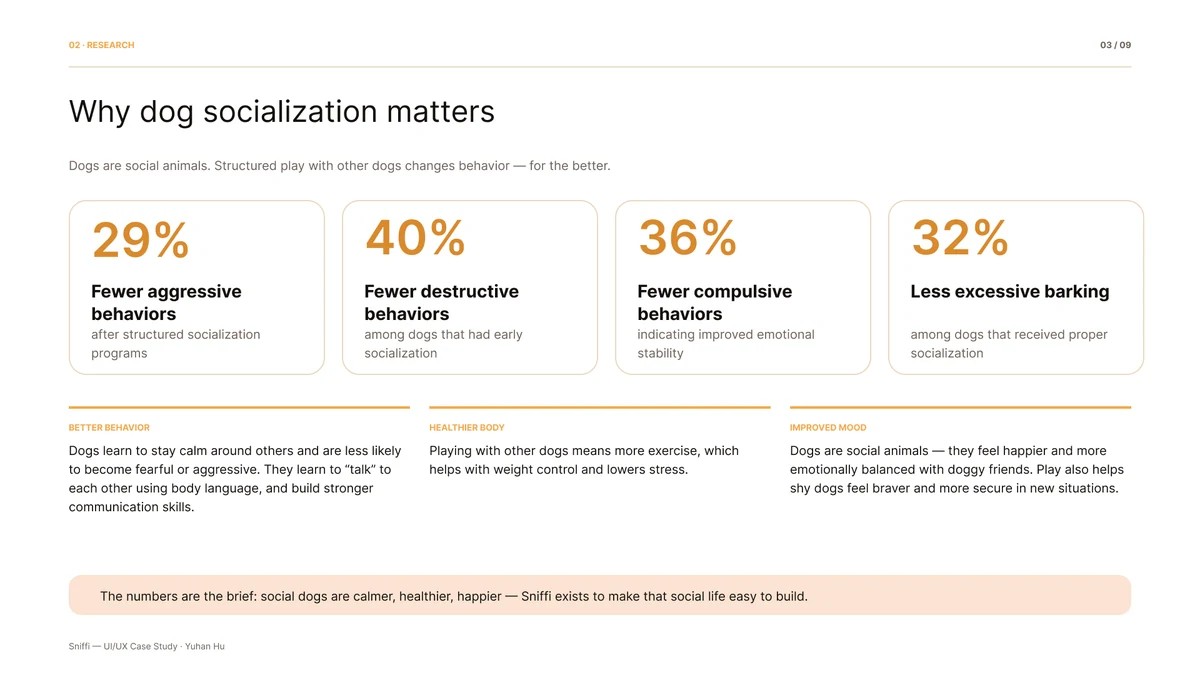 02 · RESEARCH
03 / 09
Why dog socialization matters
Dogs are social animals. Structured play with other dogs changes behavior — for the better.
29%
Fewer aggressive
behaviors
after structured socialization
programs
40%
Fewer destructive
behaviors
among dogs that had early
socialization
36%
Fewer compulsive
behaviors
indicating improved emotional
stability
32%
Less excessive barking
among dogs that received proper
socialization
BETTER BEHAVIOR
Dogs learn to stay calm around others and are less likely
to become fearful or aggressive. They learn to “talk” to
each other using body language, and build stronger
communication skills.
HEALTHIER BODY
Playing with other dogs means more exercise, which
helps with weight control and lowers stress.
IMPROVED MOOD
Dogs are social animals — they feel happier and more
emotionally balanced with doggy friends. Play also helps
shy dogs feel braver and more secure in new situations.
The numbers are the brief: social dogs are calmer, healthier, happier — Sniffi exists to make that social life easy to build.
Sniffi — UI/UX Case Study · Yuhan Hu